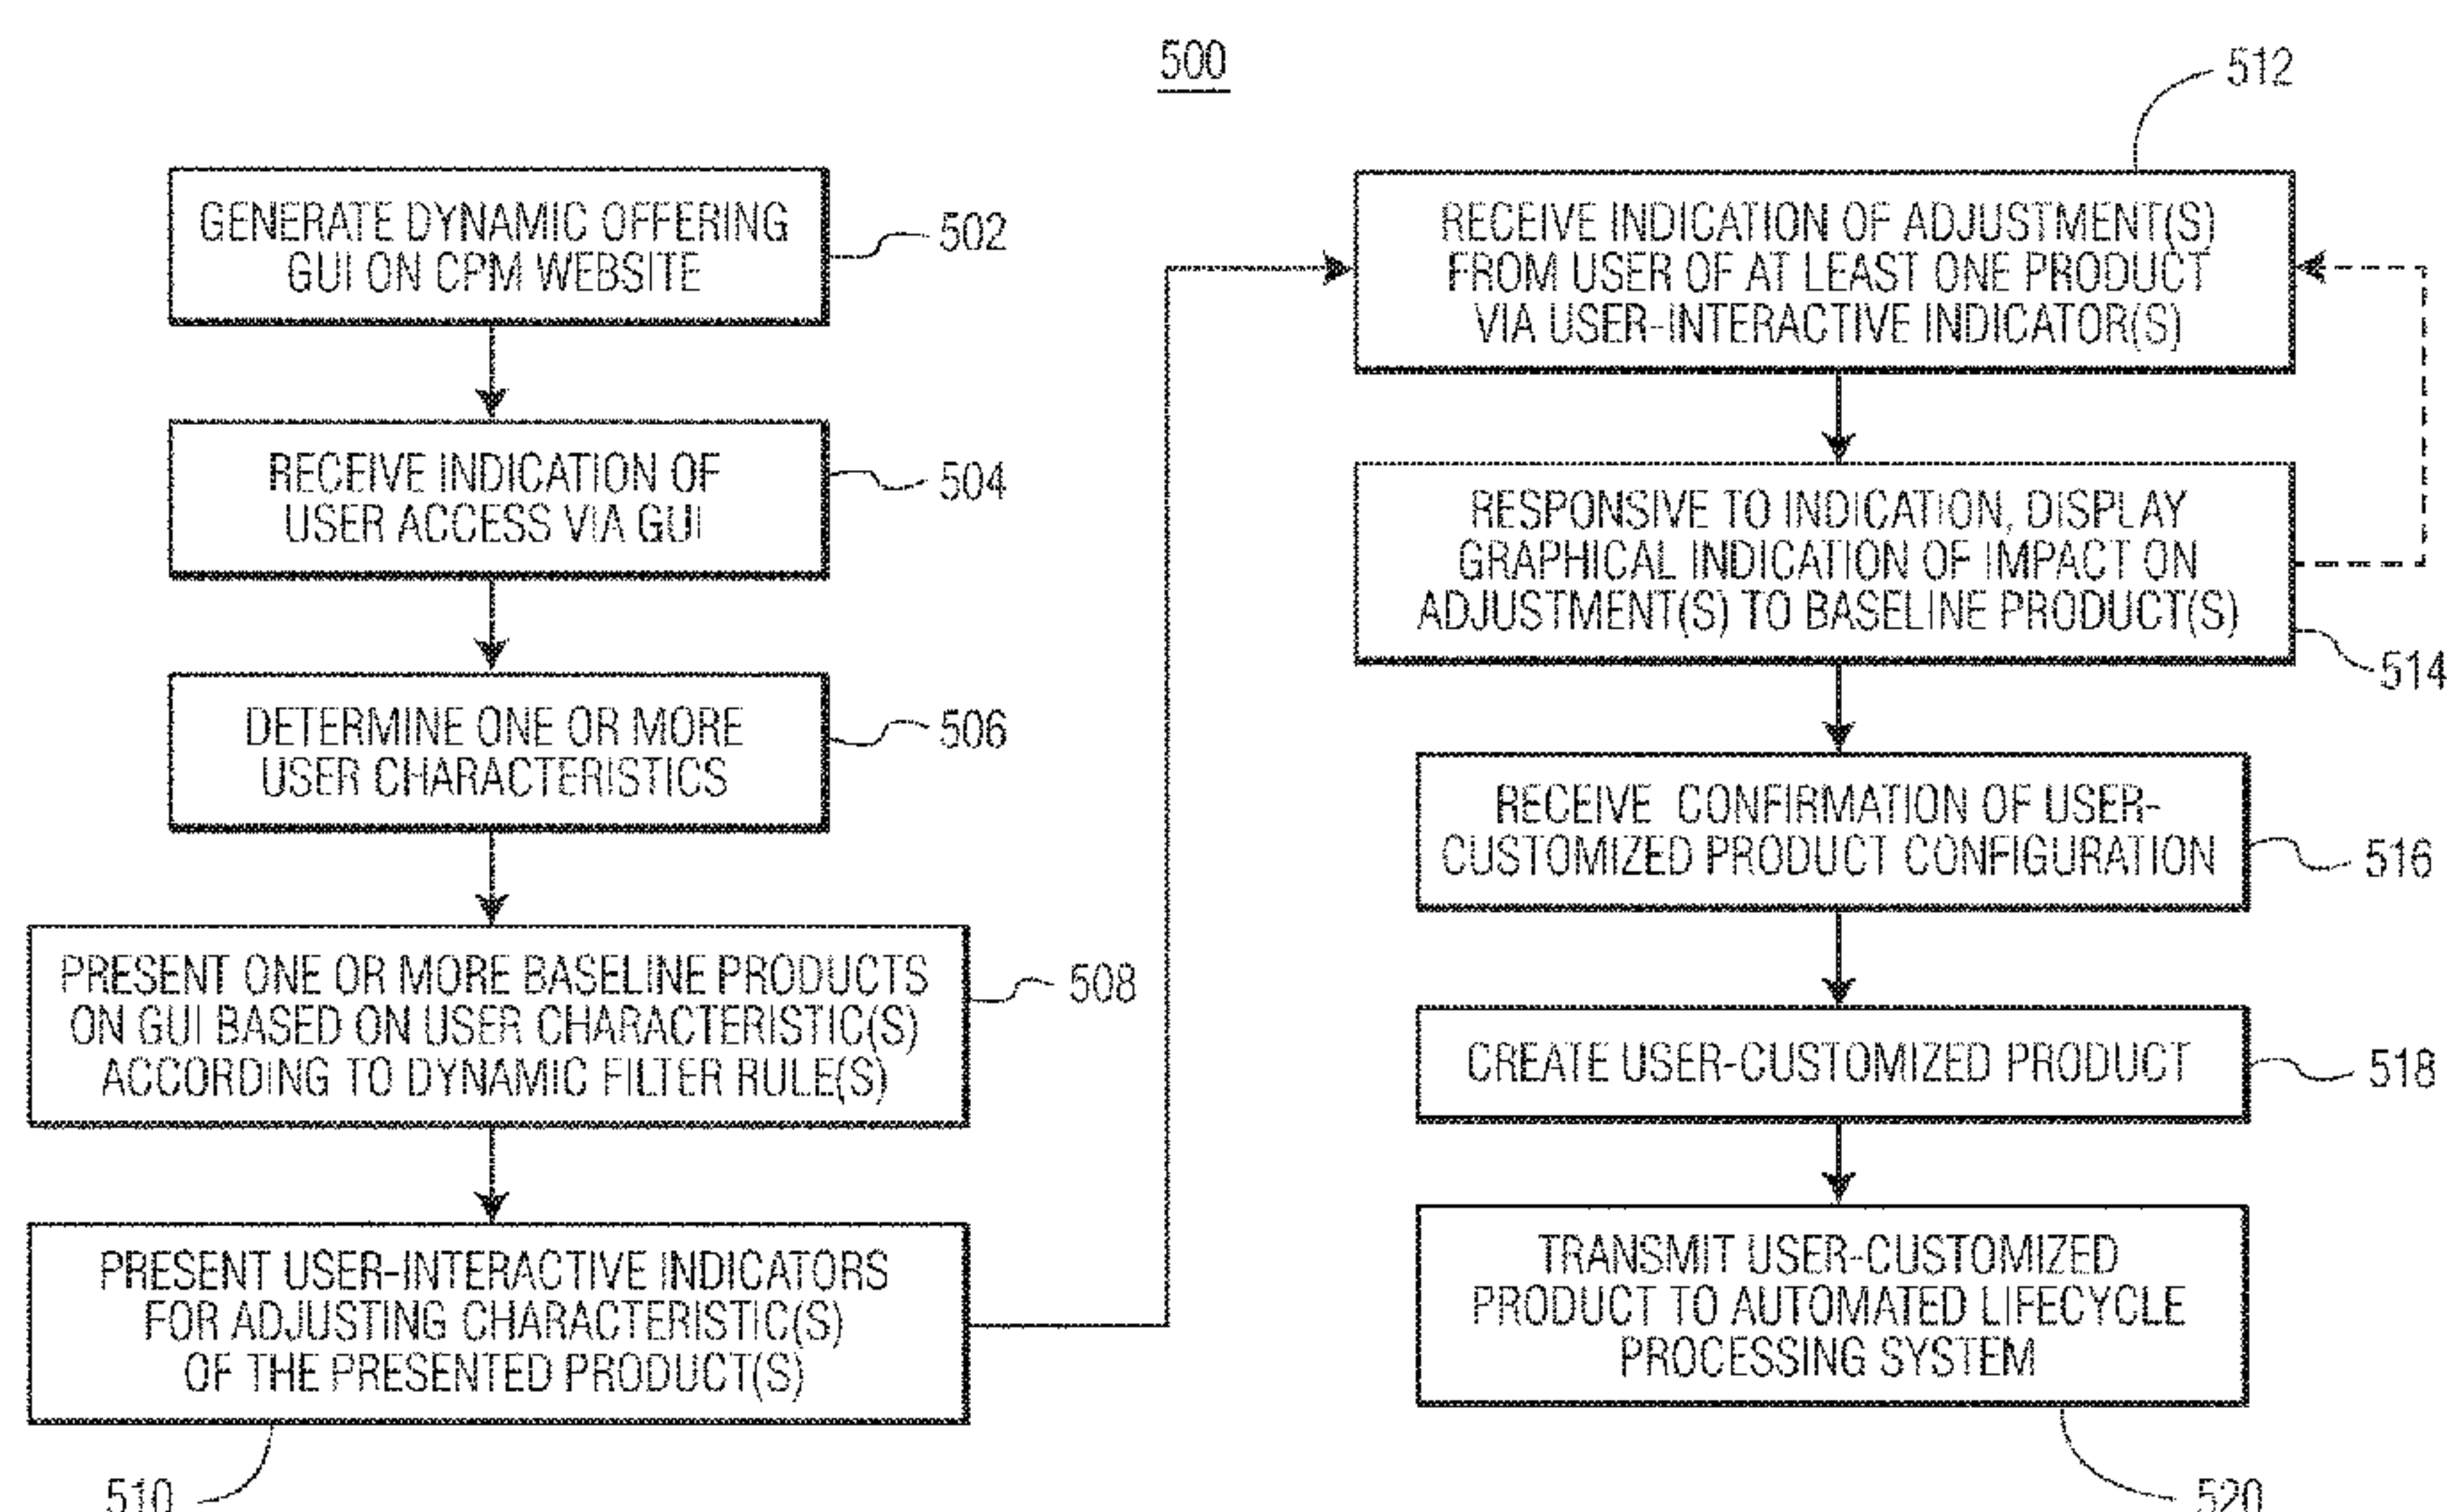 500
GENERATE DYNAMIC OFFERING
GUI ON CPM WEBSITE
502
RECEIVE INDICATION OF
USER ACCESS VIA GUI
504
DETERMINE ONE OR MORE
USER CHARACTERISTICS
506
PRESENT ONE OR MORE BASELINE PRODUCTS
ON GUI BASED ON USER CHARACTERISTIC(S)
ACCORDING TO DYNAMIC FILTER RULE(S)
508
PRESENT USER-INTERACTIVE INDICATORS
FOR ADJUSTING CHARACTERISTIC(S)
OF THE PRESENTED PRODUCT(S)
510
512
RECEIVE INDICATION OF ADJUSTMENT(S)
FROM USER OF AT LEAST ONE PRODUCT
VIA USER-INTERACTIVE INDICATOR(S)
RESPONSIVE TO INDICATION, DISPLAY
GRAPHICAL INDICATION OF IMPACT ON
ADJUSTMENT(S) TO BASELINE PRODUCT(S)
514
RECEIVE CONFIRMATION OF USER-
CUSTOMIZED PRODUCT CONFIGURATION
516
CREATE USER-CUSTOMIZED PRODUCT
518
TRANSMIT USER-CUSTOMIZED
PRODUCT TO AUTOMATED LIFECYCLE
PROCESSING SYSTEM
520